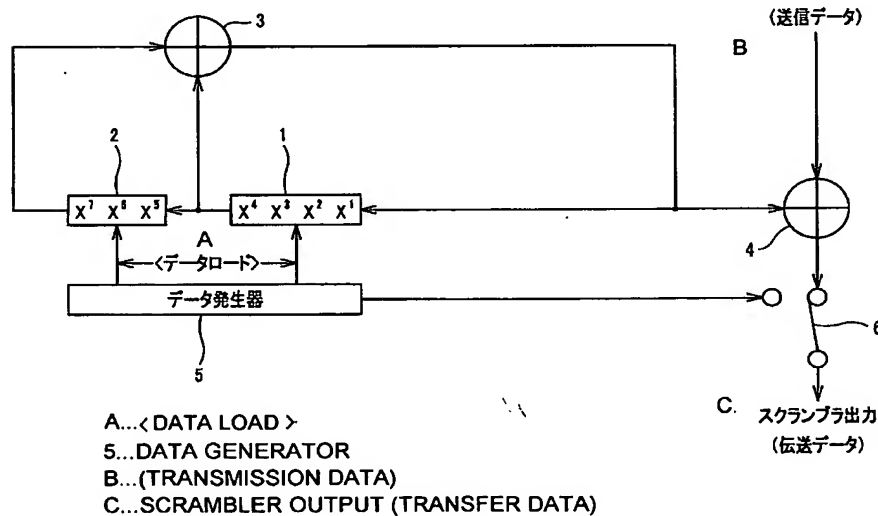 3
(送信データ)
B
2
1
X⁷ X⁶ X⁵
X⁴ X³ X² X¹
4
A
<データロード>
データ発生器
6
5
C.
スクランブラ出力
(伝送データ)
A...<DATA LOAD>
5...DATA GENERATOR
B...(TRANSMISSION DATA)
C...SCRAMBLER OUTPUT (TRANSFER DATA)